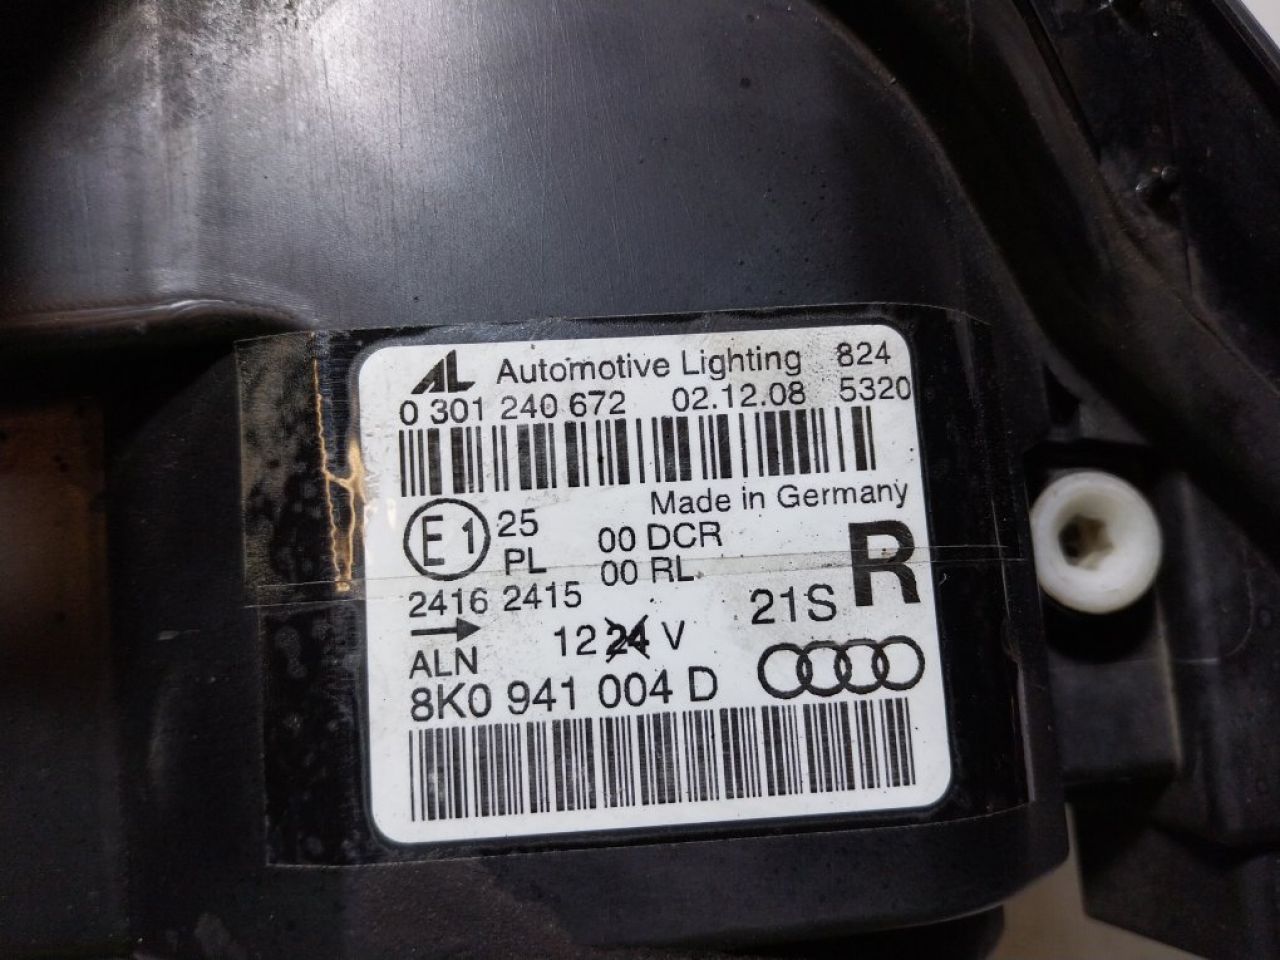 AL Automotive Lighting 824
0 301 240 672 02.12.08 5320
Made in Germany
E1 25 00 DCR R
PL 00 RL
2416 2415 21S
12 24 V
ALN
8K0 941 004 D